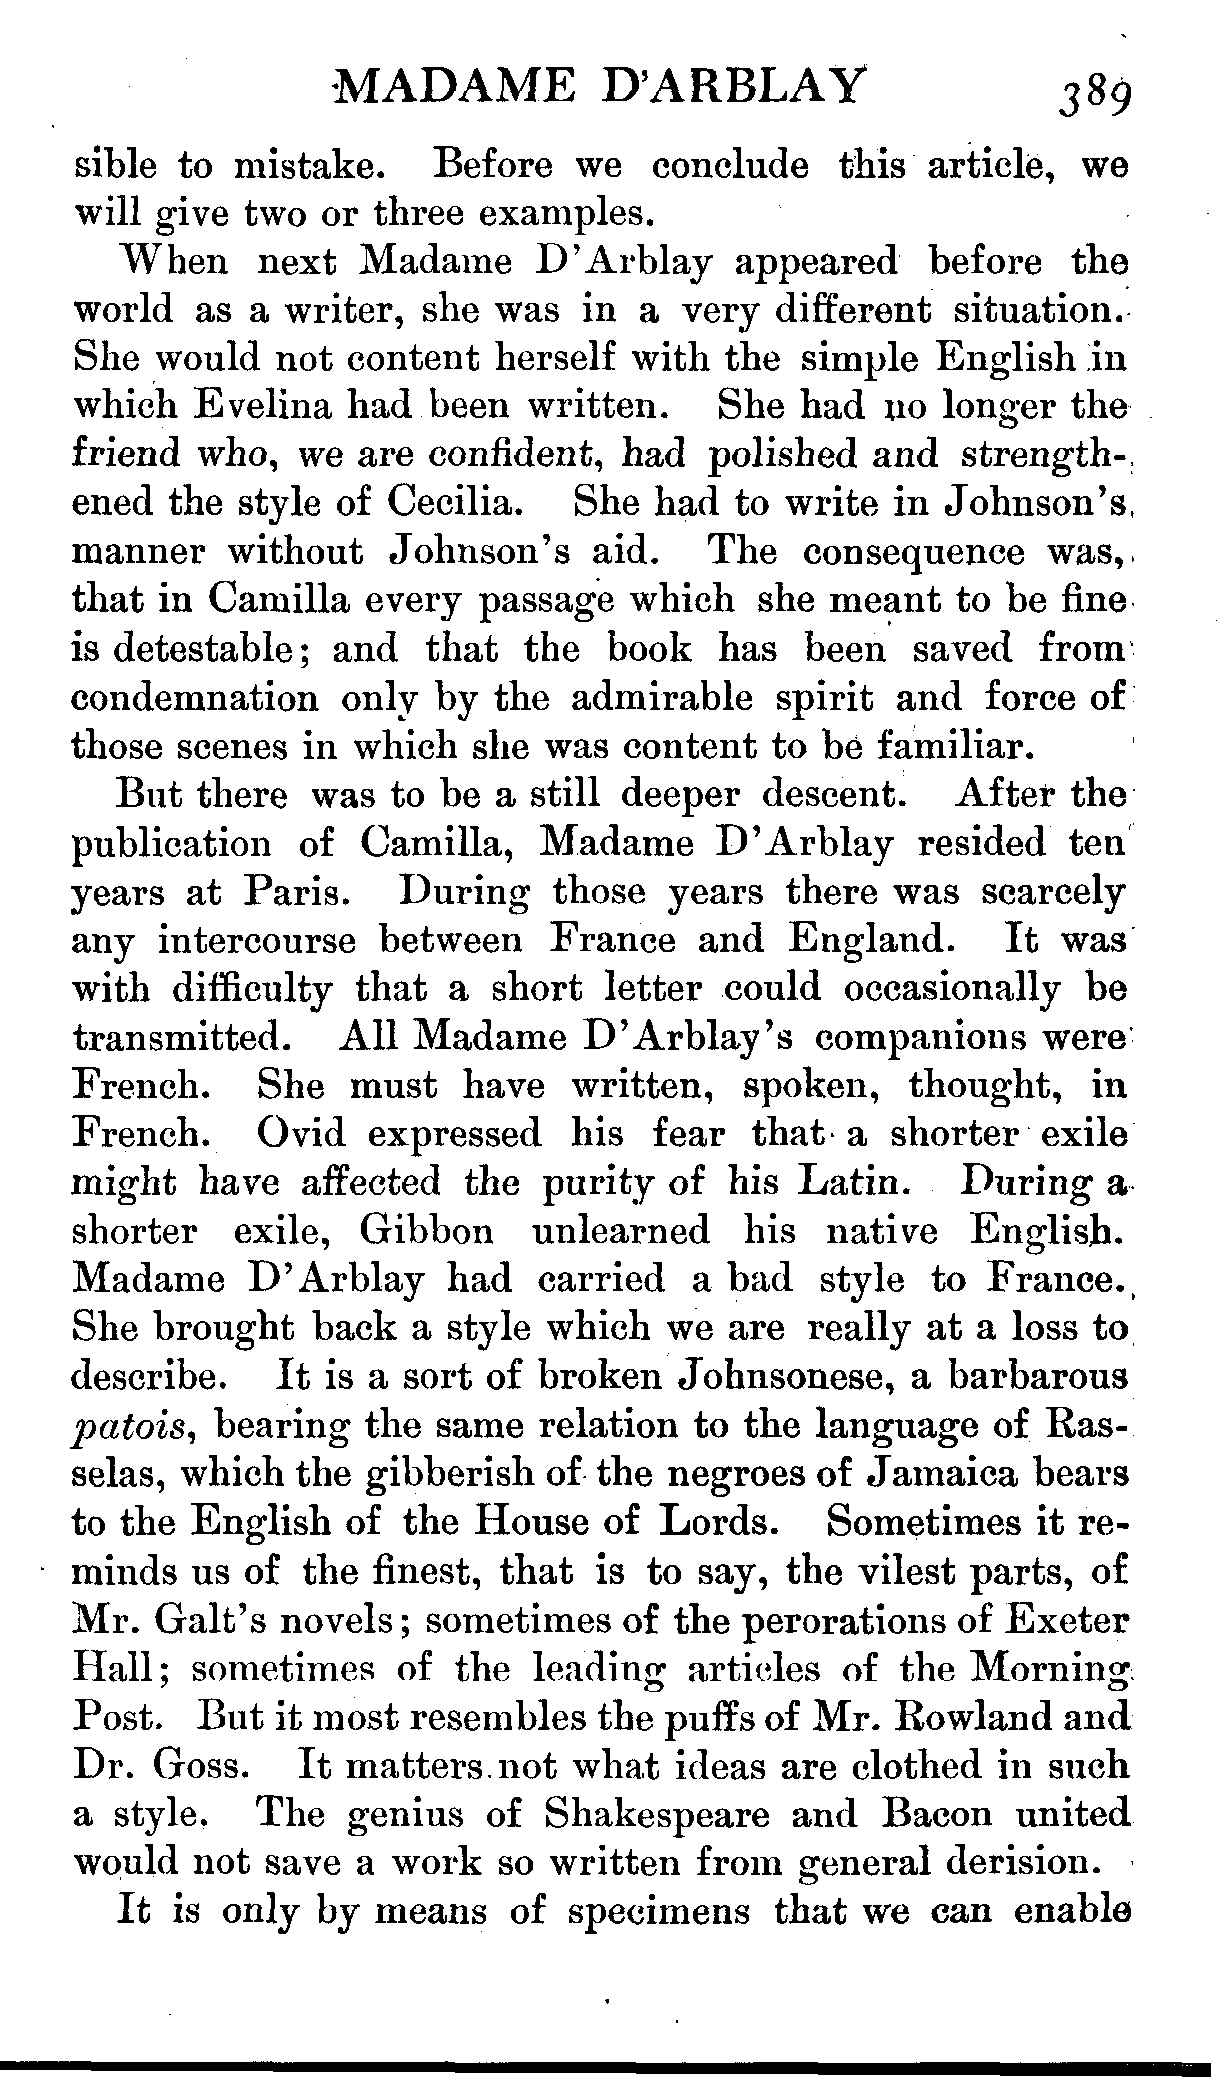 MADAME D'ARBLAY 389
sible to mistake. Before we conclude this article, we
will give two or three examples.
When next Madame D'Arblay appeared before the
world as a writer, she was in a very different situation.
She would not content herself with the simple English in
which Evelina had been written. She had no longer the
friend who, we are confident, had polished and strength-
ened the style of Cecilia. She had to write in Johnson's
manner without Johnson's aid. The consequence was,
that in Camilla every passage which she meant to be fine
is detestable; and that the book has been saved from
condemnation only by the admirable spirit and force of
those scenes in which she was content to be familiar.
But there was to be a still deeper descent. After the
publication of Camilla, Madame D'Arblay resided ten
years at Paris. During those years there was scarcely
any intercourse between France and England. It was
with difficulty that a short letter could occasionally be
transmitted. All Madame D'Arblay's companions were
French. She must have written, spoken, thought, in
French. Ovid expressed his fear that a shorter exile
might have affected the purity of his Latin. During a
shorter exile, Gibbon unlearned his native English.
Madame D'Arblay had carried a bad style to France.
She brought back a style which we are really at a loss to
describe. It is a sort of broken Johnsonese, a barbarous
patois, bearing the same relation to the language of Ras-
selas, which the gibberish of the negroes of Jamaica bears
to the English of the House of Lords. Sometimes it re-
minds us of the finest, that is to say, the vilest parts, of
Mr. Galt's novels; sometimes of the perorations of Exeter
Hall; sometimes of the leading articles of the Morning
Post. But it most resembles the puffs of Mr. Rowland and
Dr. Goss. It matters not what ideas are clothed in such
a style. The genius of Shakespeare and Bacon united
would not save a work so written from general derision.
It is only by means of specimens that we can enable